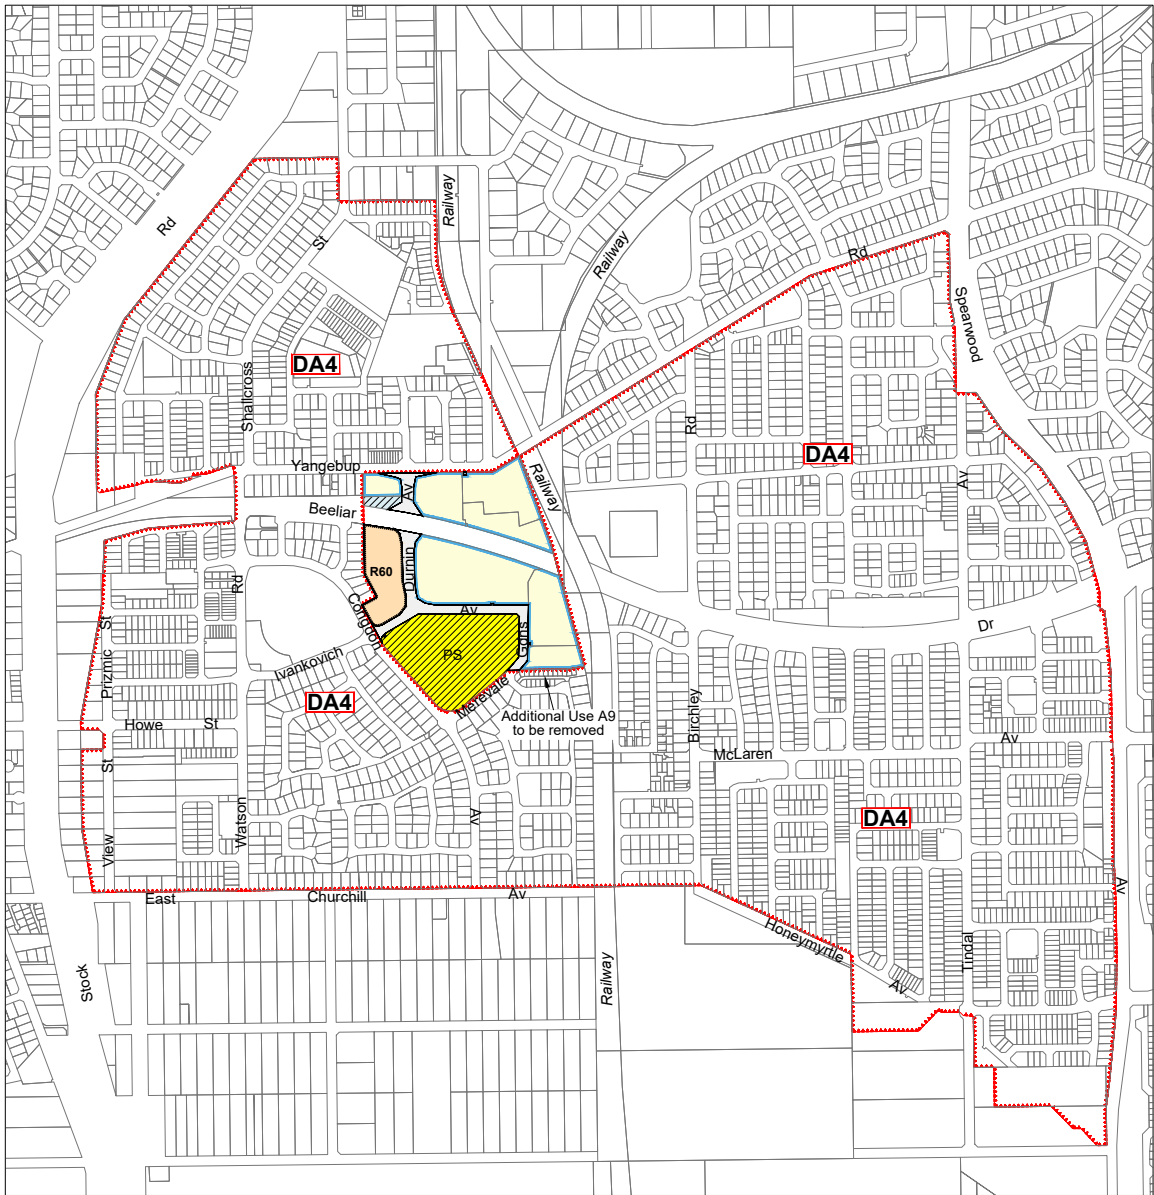 Railway
Rd
St
Railway
Rd
Spearwood
DA4
Shallcross
Rd
DA4
Yangebup
Railway
Av
Av
Beeliar
R60
Durnin
Rd
Congdon
Av
St
Dr
Gdns
PS
Ivankovich
Prizmic
Merevale
DA4
Birchley
Additional Use A9
to be removed
Howe
St
Av
McLaren
St
Watson
Av
DA4
View
Av
East
Churchill
Av
Honeymyrtle
Tindal
Railway
Stock
Av